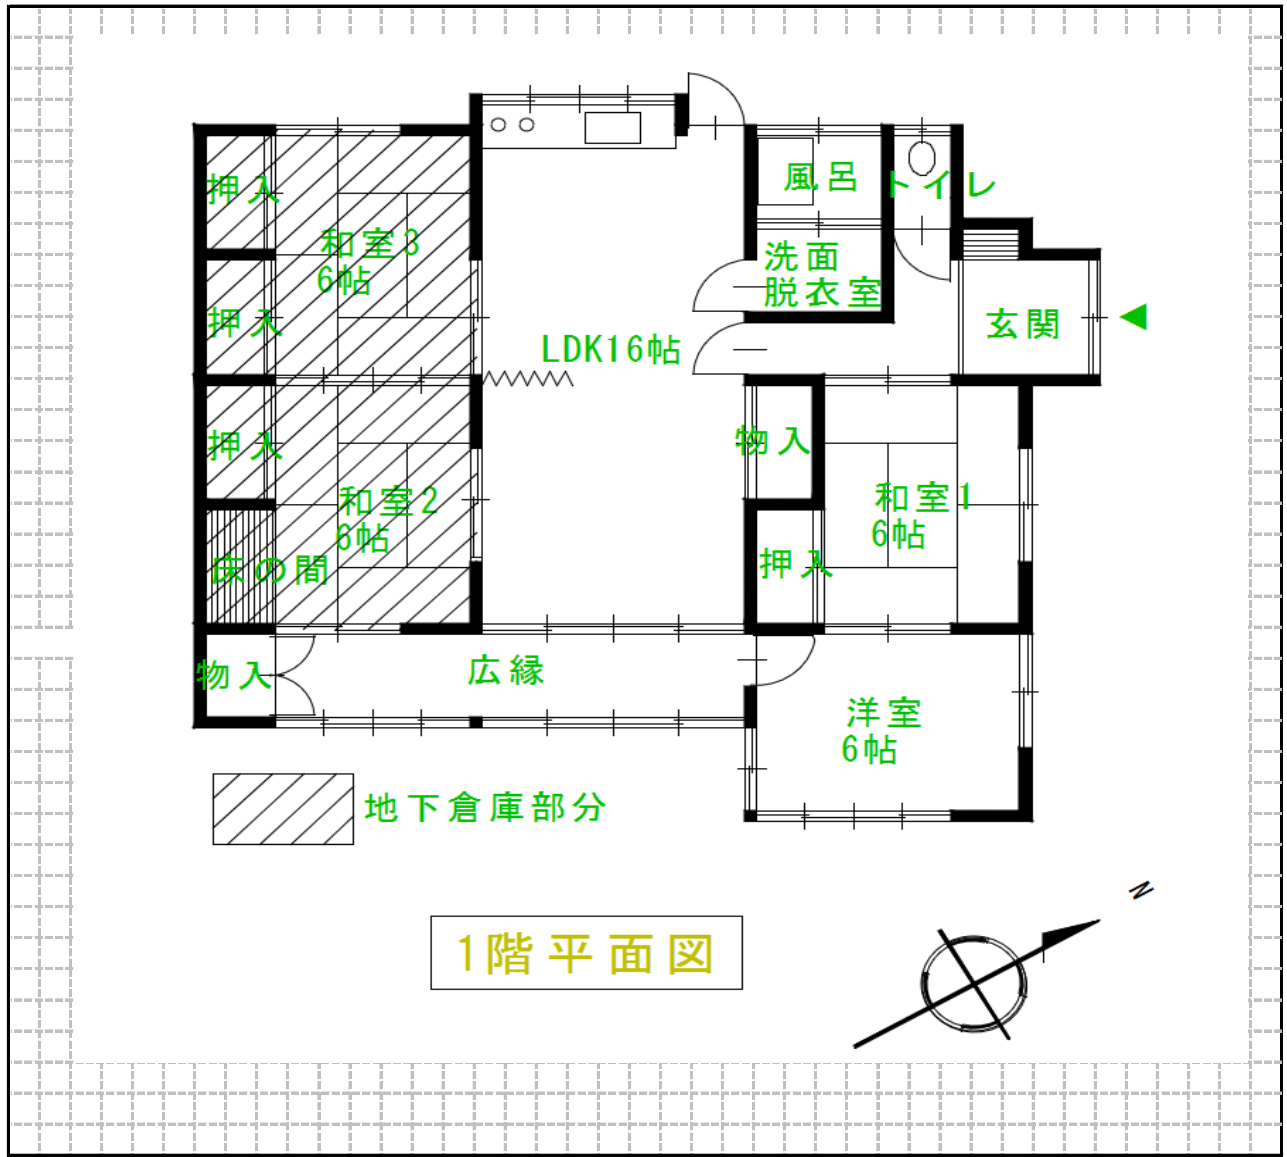 風呂
トイレ
押入
和室3
6帖
洗面
脱衣室
押入
玄関
LDK16帖
押入
物入
和室2
6帖
和室1
6帖
床の間
押入
物入
広縁
洋室
6帖
地下倉庫部分
N
1階平面図